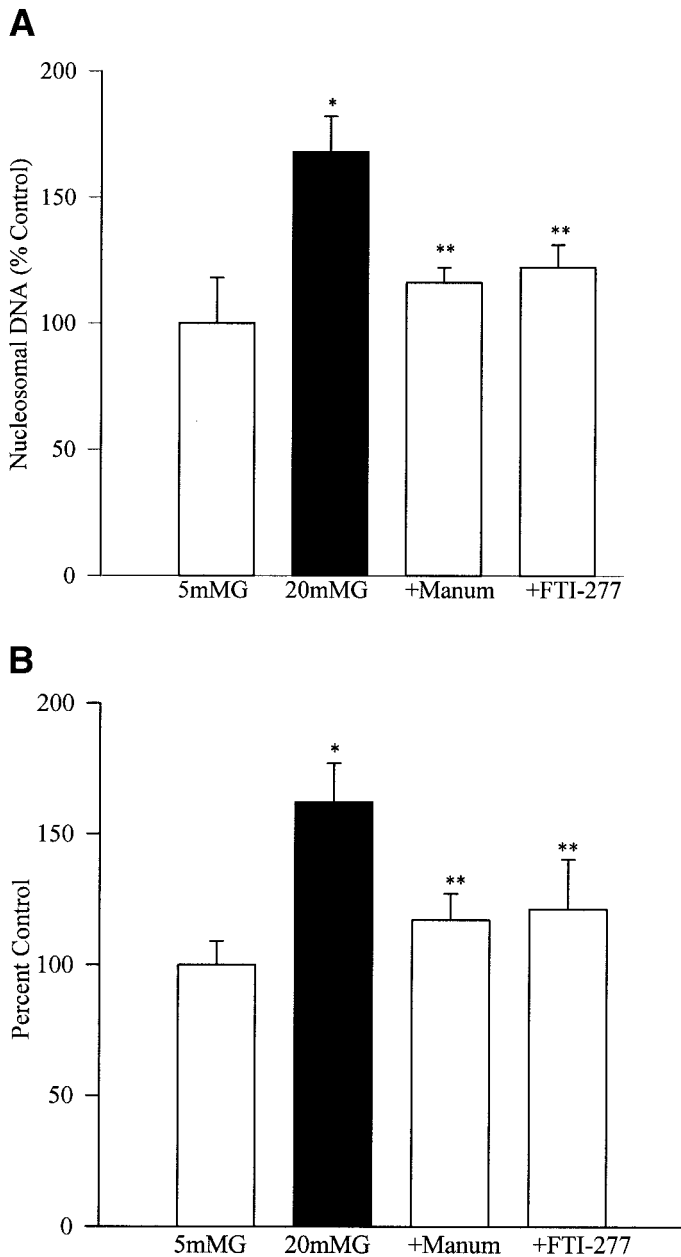 A
Nucleosomal DNA (% Control)
200
*
150
**
**
100
50
0
5mMG
20mMG
+Manum
+FTI-277
B
Percent Control
200
*
150
**
**
100
50
0
5mMG
20mMG
+Manum
+FTI-277